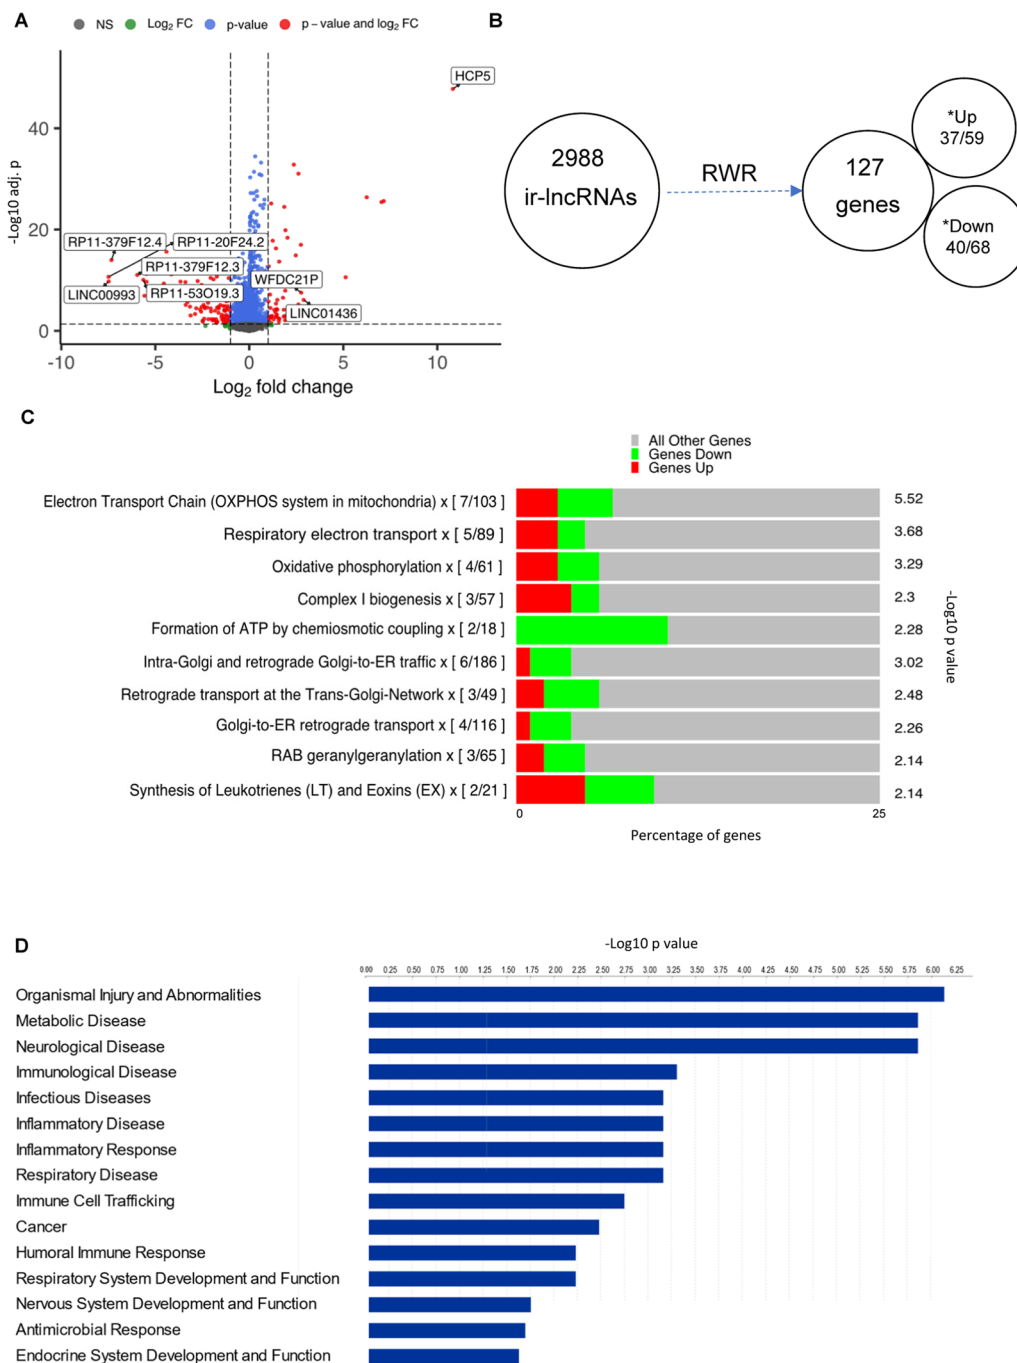 A
NS Log2 FC p-value p – value and log2 FC
HCP5
RP11-379F12.4
RP11-20F24.2
RP11-379F12.3
WFDC21P
LINC00993
RP11-53O19.3
LINC01436
-Log10 adj. p
40
20
0
-10 -5 0 5 10
Log2 fold change
B
2988
ir-lncRNAs
RWR
127
genes
*Up
37/59
*Down
40/68
C
All Other Genes
Genes Down
Genes Up
Electron Transport Chain (OXPHOS system in mitochondria) x [ 7/103 ] 5.52
Respiratory electron transport x [ 5/89 ] 3.68
Oxidative phosphorylation x [ 4/61 ] 3.29
Complex I biogenesis x [ 3/57 ] 2.3
Formation of ATP by chemiosmotic coupling x [ 2/18 ] 2.28
Intra-Golgi and retrograde Golgi-to-ER traffic x [ 6/186 ] 3.02
Retrograde transport at the Trans-Golgi-Network x [ 3/49 ] 2.48
Golgi-to-ER retrograde transport x [ 4/116 ] 2.26
RAB geranylgeranylation x [ 3/65 ] 2.14
Synthesis of Leukotrienes (LT) and Eoxins (EX) x [ 2/21 ] 2.14
-Log10 p value
0 25
Percentage of genes
D
-Log10 p value
0.00 0.25 0.50 0.75 1.00 1.25 1.50 1.75 2.00 2.25 2.50 2.75 3.00 3.25 3.50 3.75 4.00 4.25 4.50 4.75 5.00 5.25 5.50 5.75 6.00 6.25
Organismal Injury and Abnormalities
Metabolic Disease
Neurological Disease
Immunological Disease
Infectious Diseases
Inflammatory Disease
Inflammatory Response
Respiratory Disease
Immune Cell Trafficking
Cancer
Humoral Immune Response
Respiratory System Development and Function
Nervous System Development and Function
Antimicrobial Response
Endocrine System Development and Function